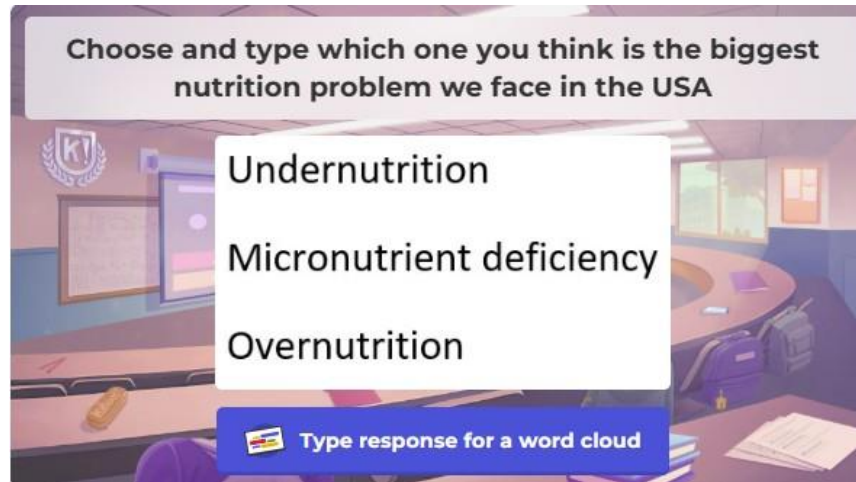 Choose and type which one you think is the biggest
nutrition problem we face in the USA
K!
Undernutrition
Micronutrient deficiency
Overnutrition
Type response for a word cloud